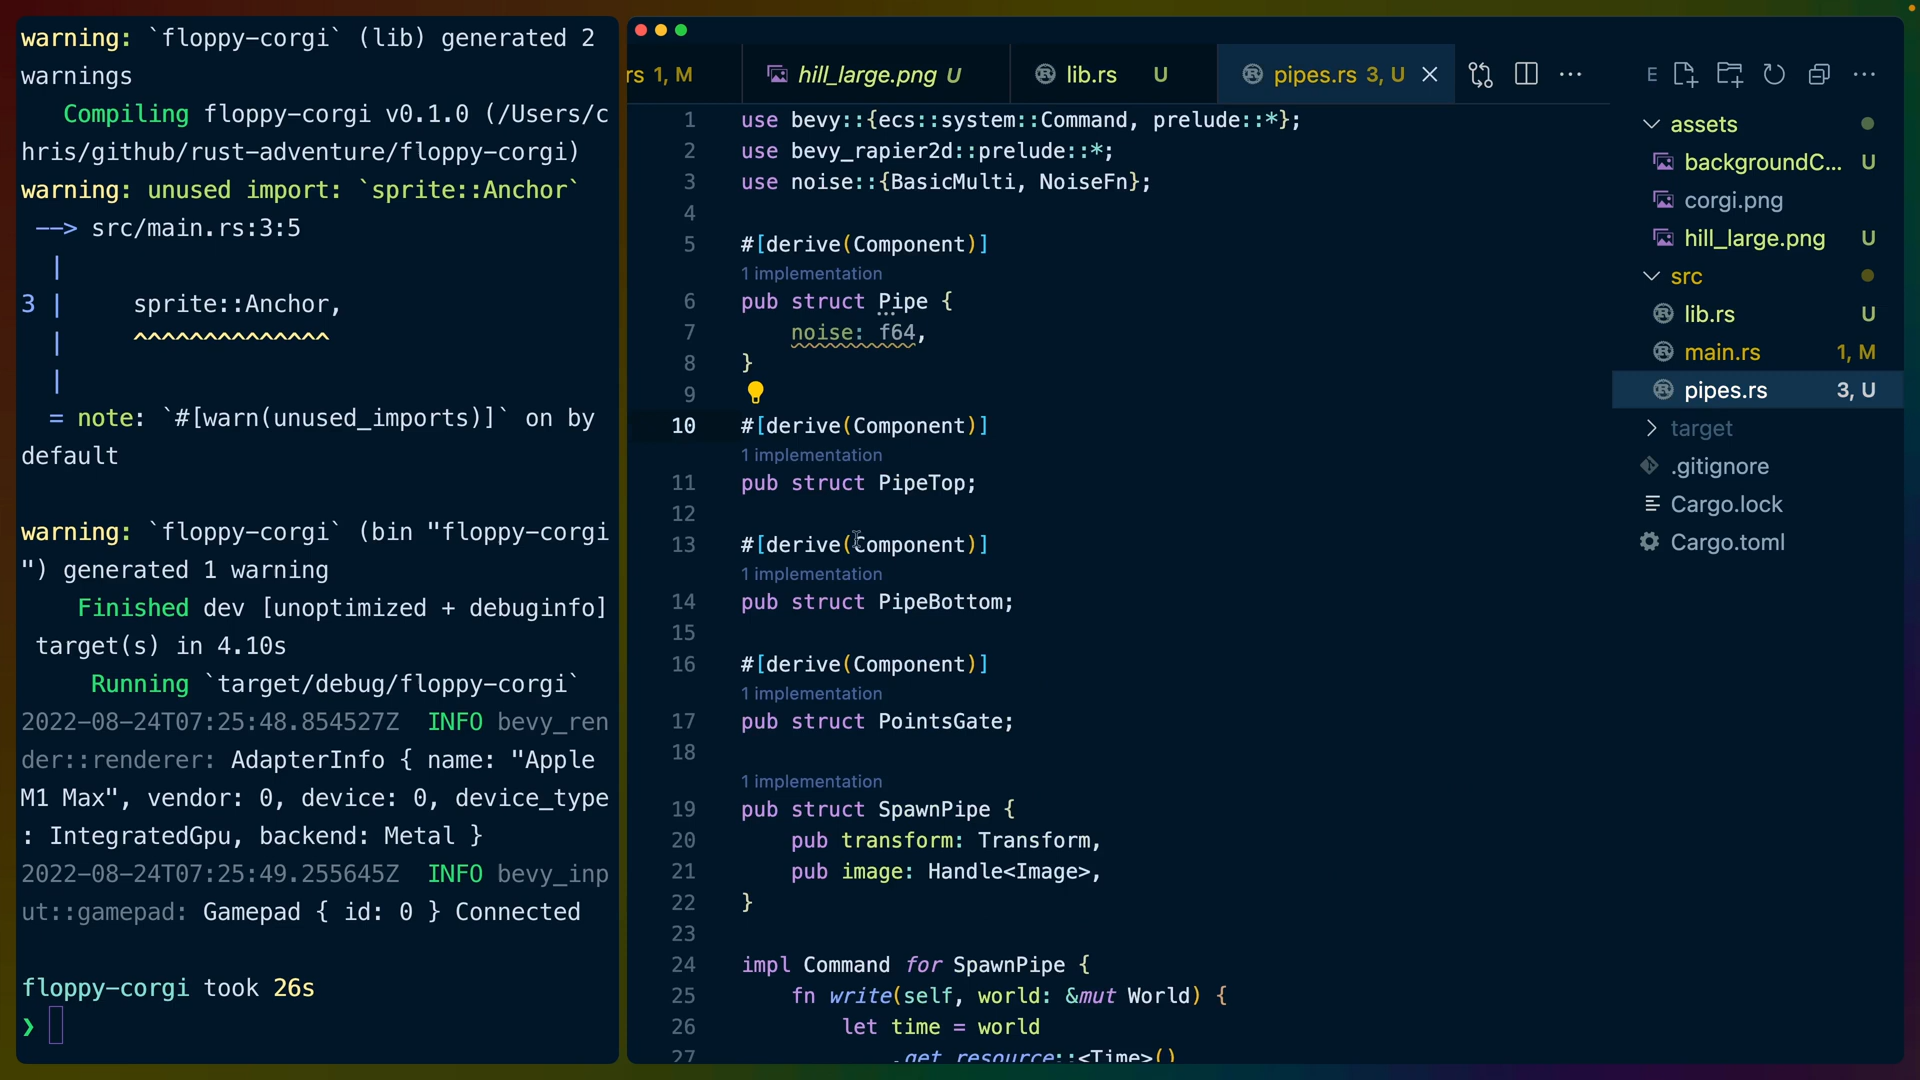 warning: `floppy-corgi` (lib) generated 2
warnings
Compiling floppy-corgi v0.1.0 (/Users/c
hris/github/rust-adventure/floppy-corgi)
warning: unused import: `sprite::Anchor`
--> src/main.rs:3:5
|
3 |     sprite::Anchor,
|     ^^^^^^^^^^^^^^
|
= note: `#[warn(unused_imports)]` on by
default
warning: `floppy-corgi` (bin "floppy-corgi
") generated 1 warning
Finished dev [unoptimized + debuginfo]
target(s) in 4.10s
Running `target/debug/floppy-corgi`
2022-08-24T07:25:48.854527Z  INFO bevy_ren
der::renderer: AdapterInfo { name: "Apple
M1 Max", vendor: 0, device: 0, device_type
: IntegratedGpu, backend: Metal }
2022-08-24T07:25:49.255645Z  INFO bevy_inp
ut::gamepad: Gamepad { id: 0 } Connected
floppy-corgi took 26s
❯
rs 1, M
hill_large.png U
lib.rs U
pipes.rs 3, U
1 use bevy::{ecs::system::Command, prelude::*};
2 use bevy_rapier2d::prelude::*;
3 use noise::{BasicMulti, NoiseFn};
4
5 #[derive(Component)]
1 implementation
6 pub struct Pipe {
7     noise: f64,
8 }
9
10 #[derive(Component)]
1 implementation
11 pub struct PipeTop;
12
13 #[derive(Component)]
1 implementation
14 pub struct PipeBottom;
15
16 #[derive(Component)]
1 implementation
17 pub struct PointsGate;
18
1 implementation
19 pub struct SpawnPipe {
20     pub transform: Transform,
21     pub image: Handle<Image>,
22 }
23
24 impl Command for SpawnPipe {
25     fn write(self, world: &mut World) {
26         let time = world
27             .get_resource::<Time>()
E
assets
backgroundC... U
corgi.png
hill_large.png U
src
lib.rs U
main.rs 1, M
pipes.rs 3, U
target
.gitignore
Cargo.lock
Cargo.toml